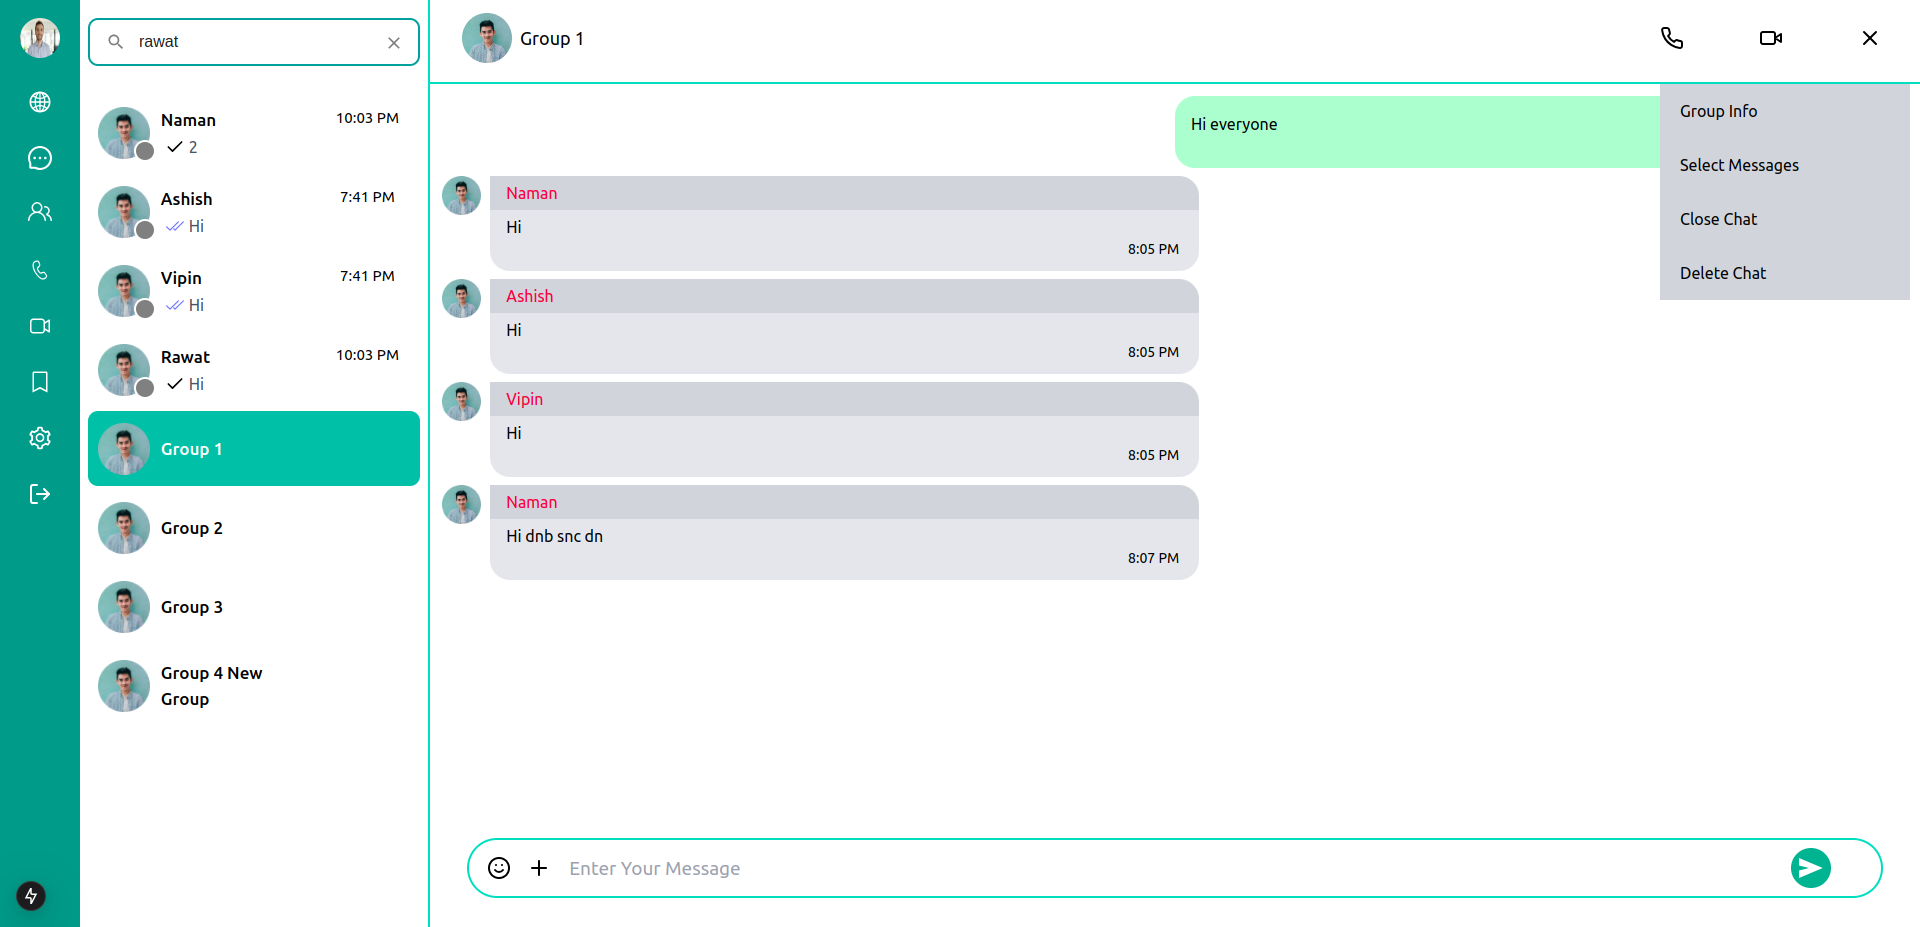 rawat
Naman
10:03 PM
2
Ashish
7:41 PM
Hi
Vipin
7:41 PM
Hi
Rawat
10:03 PM
Hi
Group 1
Group 2
Group 3
Group 4 New
Group
Group 1
Hi everyone
Group Info
Select Messages
Close Chat
Delete Chat
Naman
Hi
8:05 PM
Ashish
Hi
8:05 PM
Vipin
Hi
8:05 PM
Naman
Hi dnb snc dn
8:07 PM
Enter Your Message